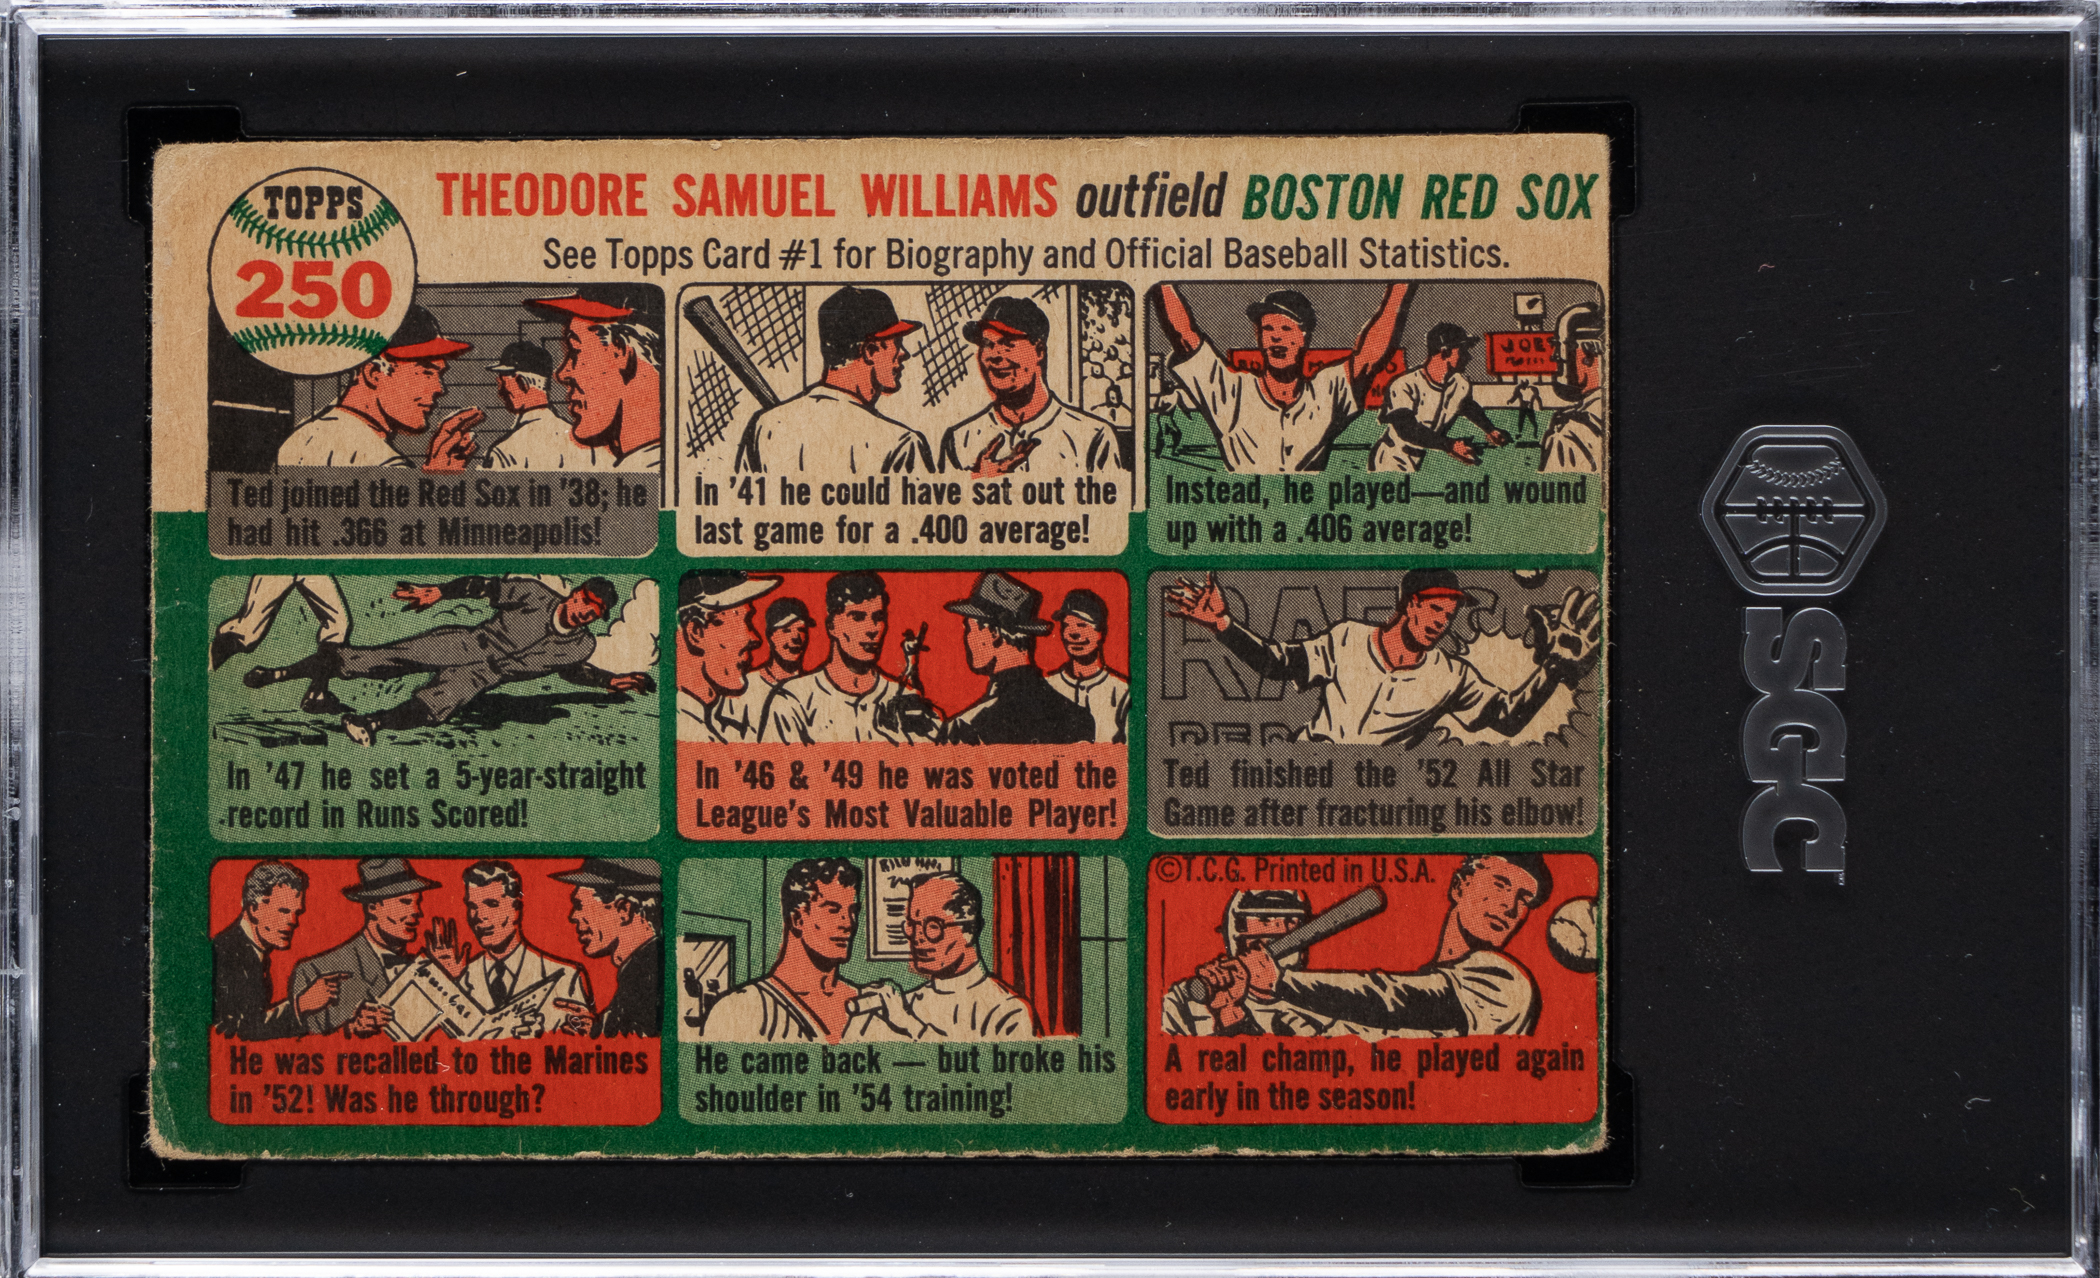 TOPPS
250
THEODORE SAMUEL WILLIAMS outfield BOSTON RED SOX
See Topps Card #1 for Biography and Official Baseball Statistics.
Ted joined the Red Sox in '38; he
had hit .366 at Minneapolis!
In '41 he could have sat out the
last game for a .400 average!
JOE'S
Instead, he played—and wound
up with a .406 average!
In '47 he set a 5-year-straight
record in Runs Scored!
In '46 & '49 he was voted the
League's Most Valuable Player!
Ted finished the '52 All Star
Game after fracturing his elbow!
He was recalled to the Marines
in '52! Was he through?
He came back — but broke his
shoulder in '54 training!
©T.C.G. Printed in U.S.A.
A real champ, he played again
early in the season!
SGC